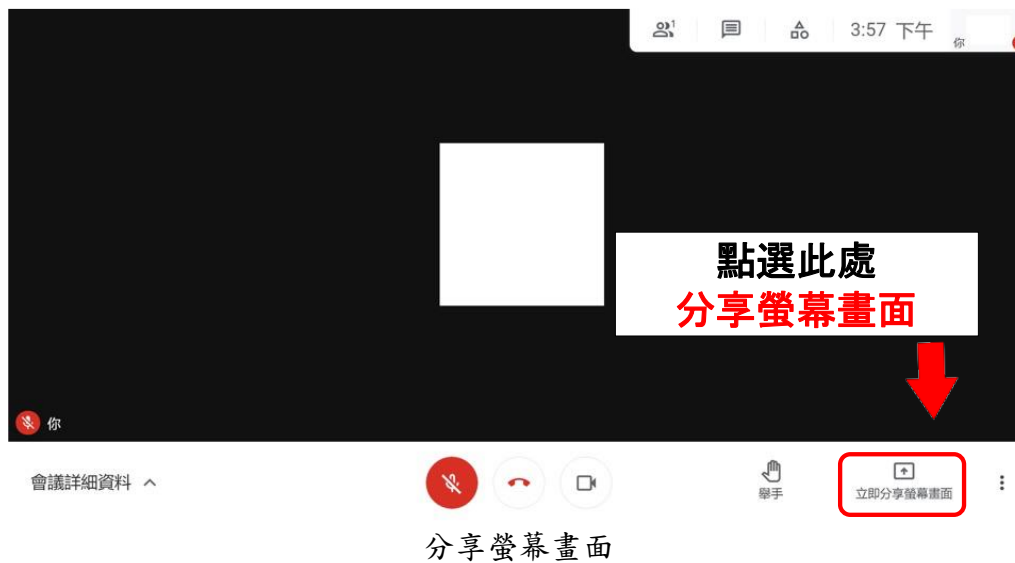 1
3:57 下午
你
點選此處
分享螢幕畫面
你
會議詳細資料
舉手
立即分享螢幕畫面
分享螢幕畫面